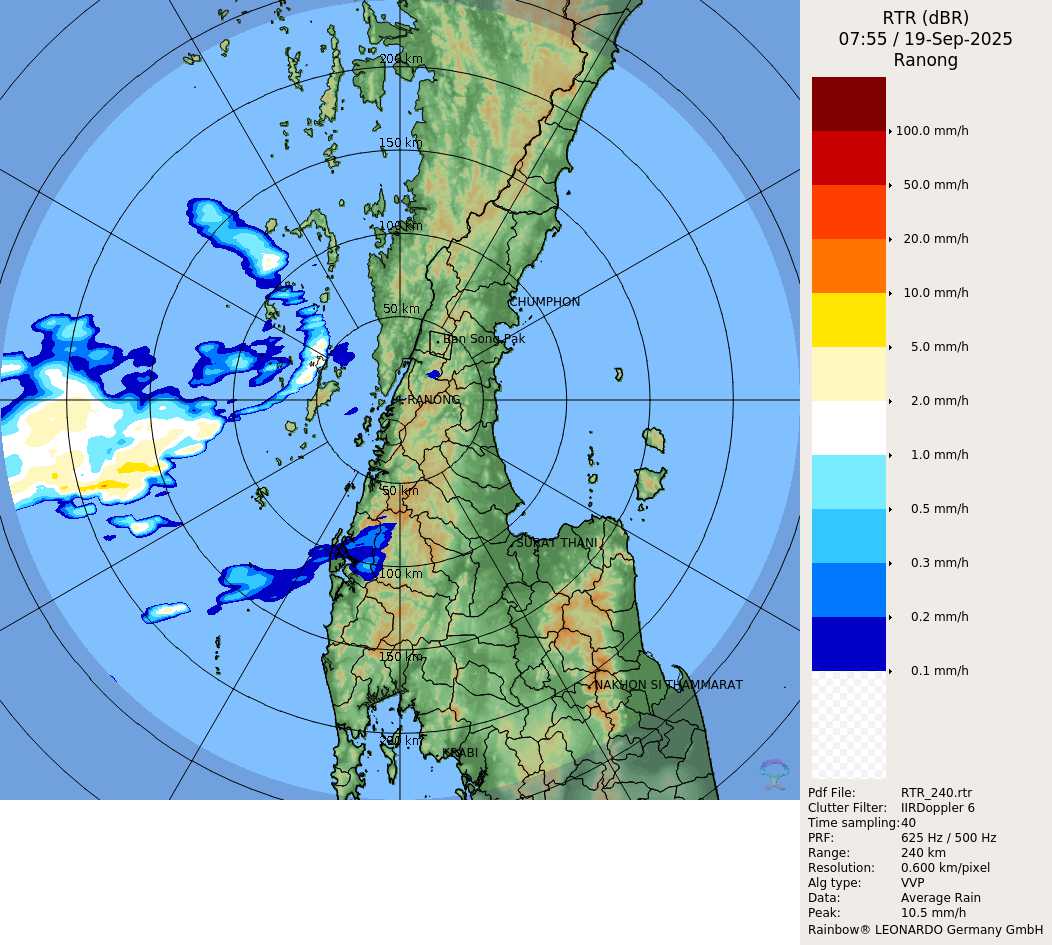 RTR (dBR)
07:55 / 19-Sep-2025
Ranong
200 km
150 km
100 km
50 km
CHUMPHON
Ban Song Pak
RANONG
50 km
SURAT THANI
100 km
150 km
NAKHON SI THAMMARAT
200 km
KRABI
100.0 mm/h
50.0 mm/h
20.0 mm/h
10.0 mm/h
5.0 mm/h
2.0 mm/h
1.0 mm/h
0.5 mm/h
0.3 mm/h
0.2 mm/h
0.1 mm/h
Pdf File: RTR_240.rtr
Clutter Filter: IIRDoppler 6
Time sampling:40
PRF: 625 Hz / 500 Hz
Range: 240 km
Resolution: 0.600 km/pixel
Alg type: VVP
Data: Average Rain
Peak: 10.5 mm/h
Rainbow® LEONARDO Germany GmbH